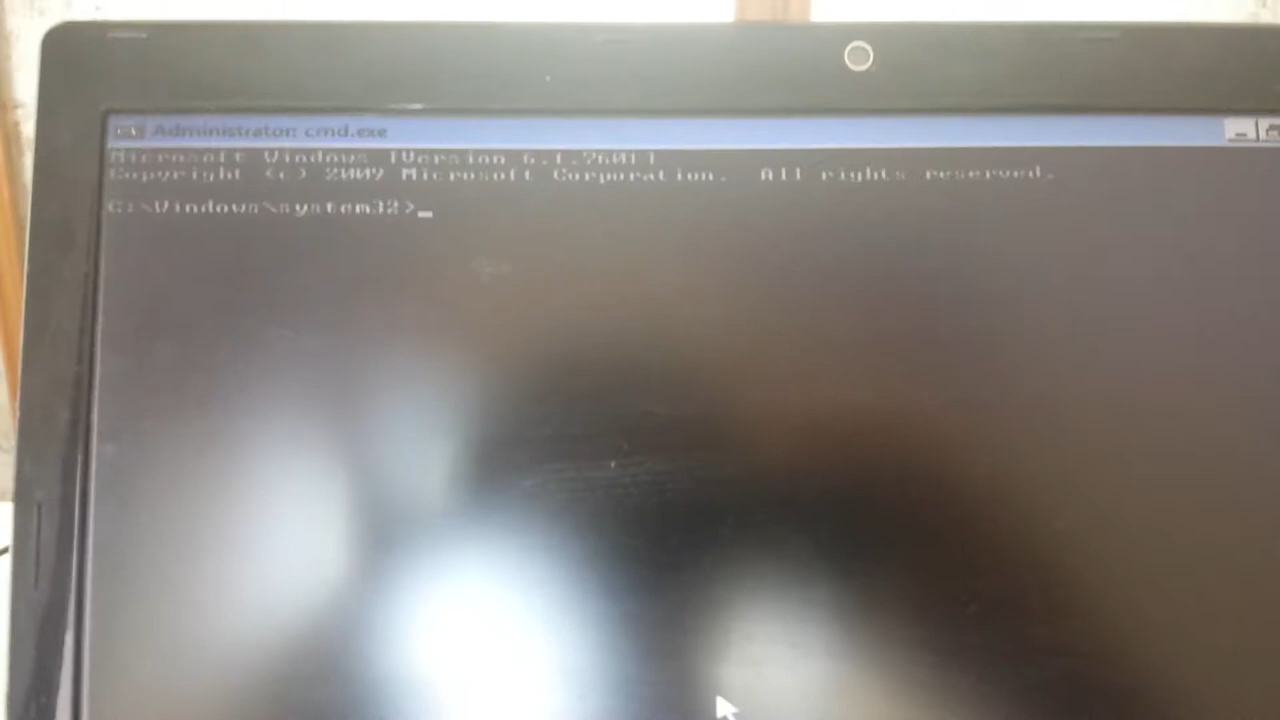 Administrator: cmd.exe
Microsoft Windows [Version 6.1.7601]
Copyright (c) 2009 Microsoft Corporation. All rights reserved.
C:\Windows\system32>_